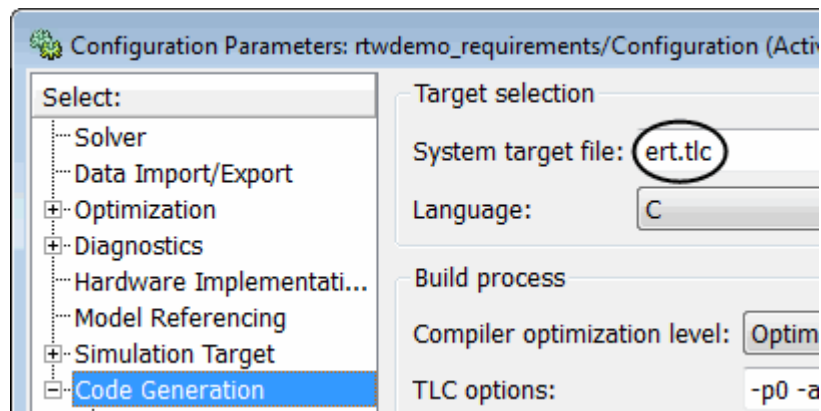 Configuration Parameters: rtwdemo_requirements/Configuration (Activ
Select:
Solver
Data Import/Export
Optimization
Diagnostics
Hardware Implementati...
Model Referencing
Simulation Target
Code Generation
Target selection
System target file: ert.tlc
Language: C
Build process
Compiler optimization level: Optim
TLC options: -p0 -a